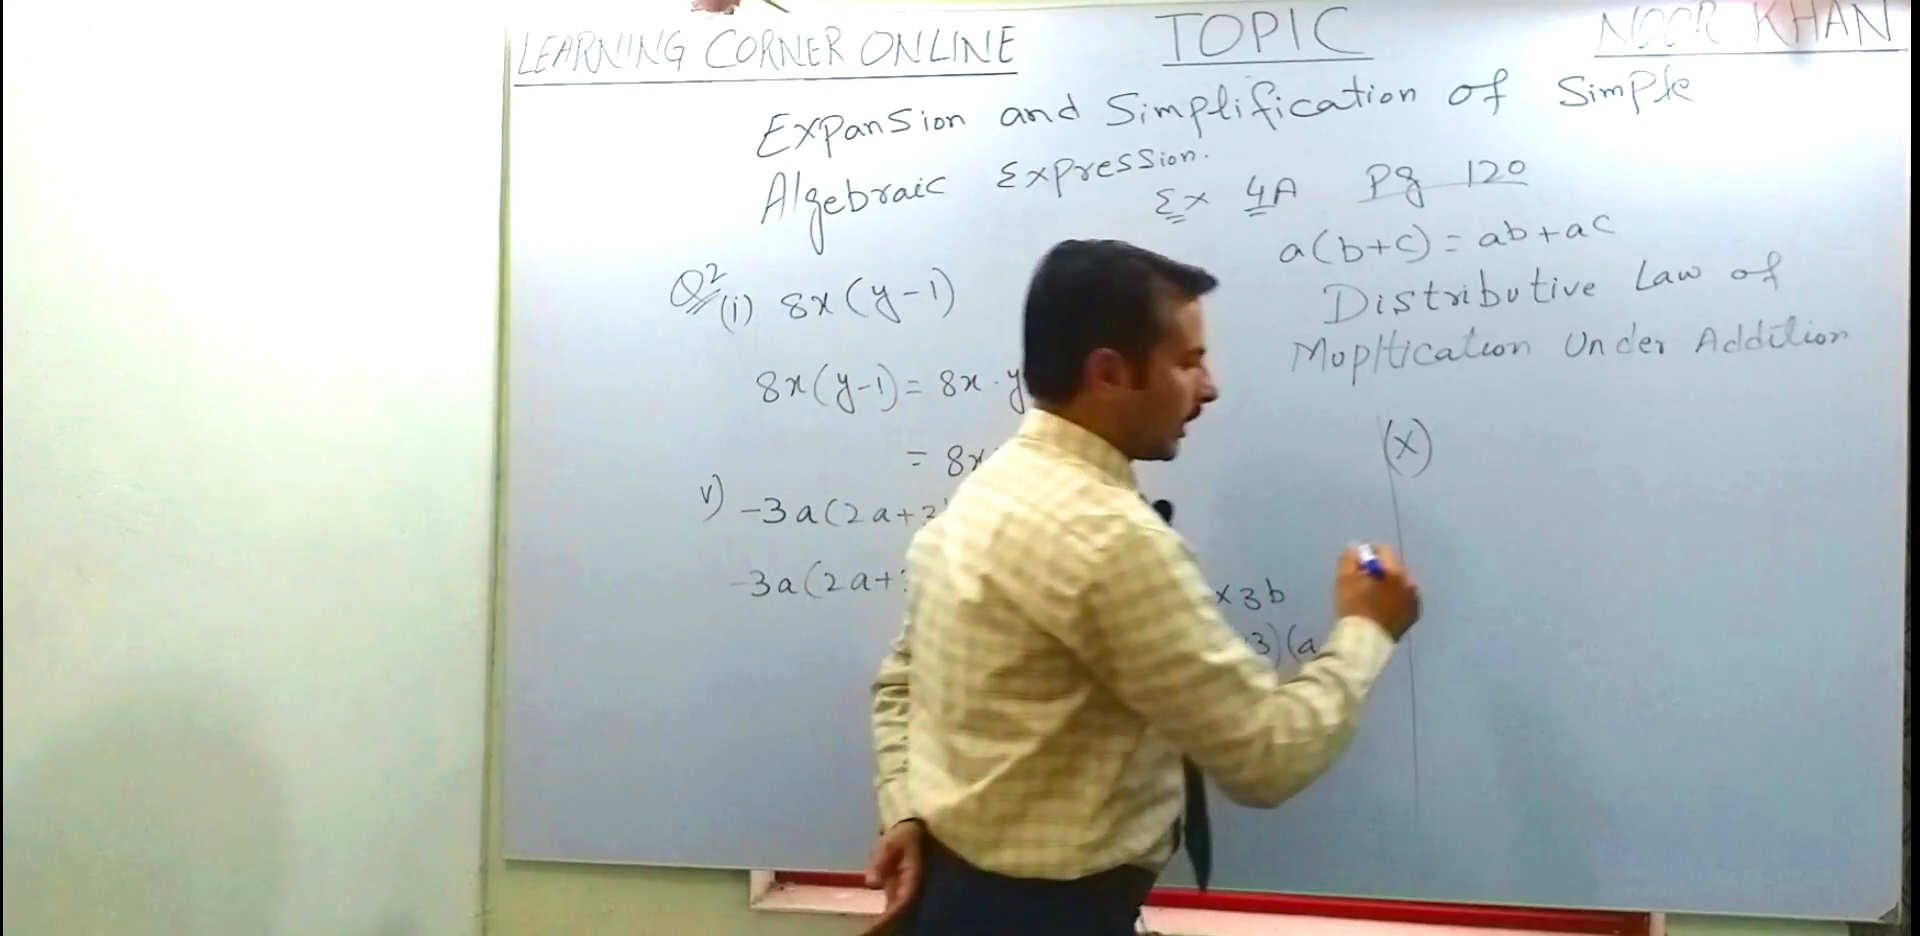 LEARNING CORNER ONLINE TOPIC NOOR KHAN
Expansion and Simplification of Simple
Algebraic Expression.
Ex 4A Pg 120
a(b+c) = ab+ac
Distributive Law of
Mupltication Under Addition
Q2 (i) 8x(y-1)
8x(y-1) = 8x·y
= 8x
v) -3a(2a+3
-3a(2a+
×3b
3)(a
(x)